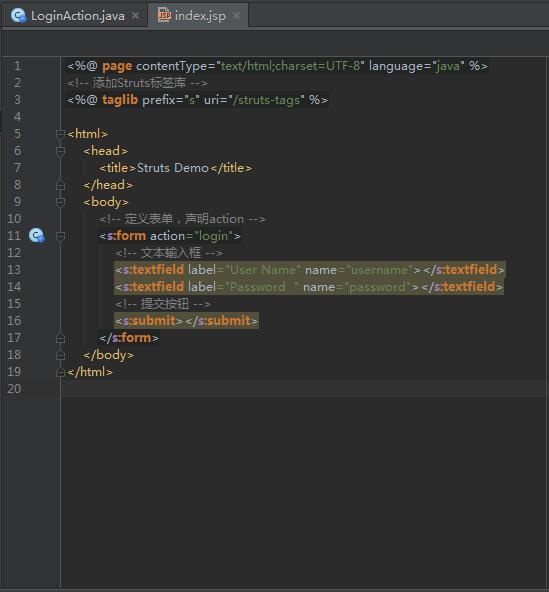 LoginAction.java × index.jsp ×
1 <%@ page contentType="text/html;charset=UTF-8" language="java" %>
2 <!-- 添加Struts标签库 -->
3 <%@ taglib prefix="s" uri="/struts-tags" %>
4
5 <html>
6 <head>
7 <title>Struts Demo</title>
8 </head>
9 <body>
10 <!-- 定义表单，声明action -->
11 <s:form action="login">
12 <!-- 文本输入框 -->
13 <s:textfield label="User Name" name="username"></s:textfield>
14 <s:textfield label="Password  " name="password"></s:textfield>
15 <!-- 提交按钮 -->
16 <s:submit></s:submit>
17 </s:form>
18 </body>
19 </html>
20